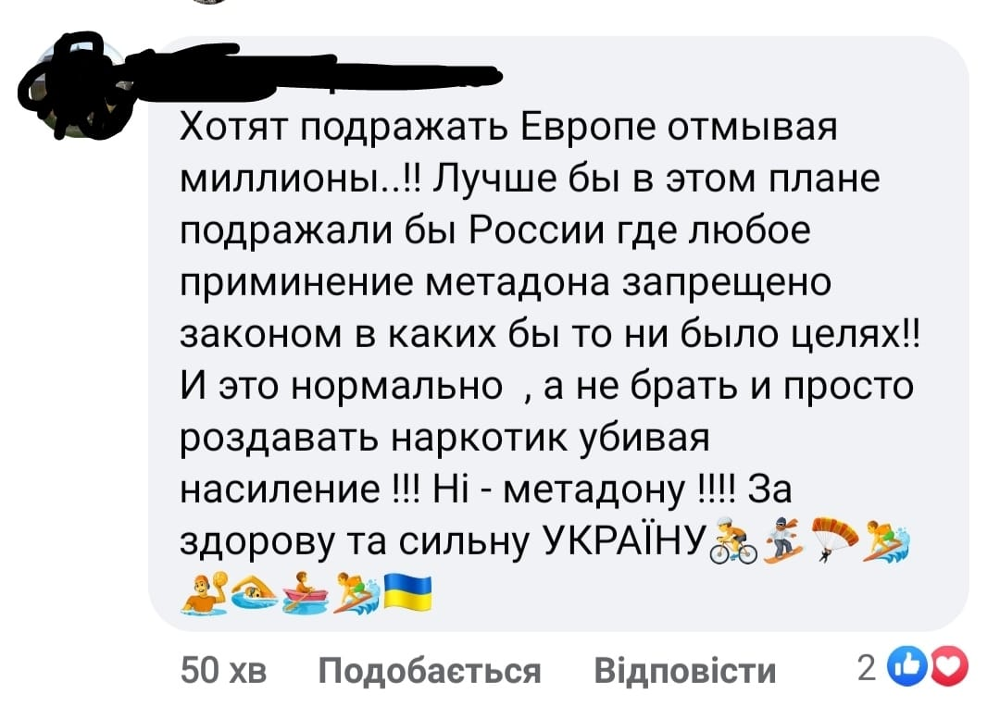 Хотят подражать Европе отмывая
миллионы..!! Лучше бы в этом плане
подражали бы России где любое
приминение метадона запрещено
законом в каких бы то ни было целях!!
И это нормально , а не брать и просто
роздавать наркотик убивая
насиление !!! Ні - метадону !!!! За
здорову та сильну УКРАЇНУ🚴🏂🪂🏄
🤽🏊🚣🏄🇺🇦
50 хв Подобається Відповісти 2